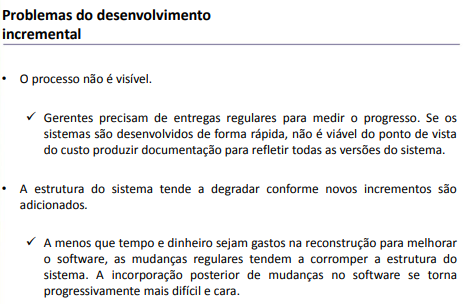 Problemas do desenvolvimento
incremental
• O processo não é visível.
✓ Gerentes precisam de entregas regulares para medir o progresso. Se os
sistemas são desenvolvidos de forma rápida, não é viável do ponto de vista
do custo produzir documentação para refletir todas as versões do sistema.
• A estrutura do sistema tende a degradar conforme novos incrementos são
adicionados.
✓ A menos que tempo e dinheiro sejam gastos na reconstrução para melhorar
o software, as mudanças regulares tendem a corromper a estrutura do
sistema. A incorporação posterior de mudanças no software se torna
progressivamente mais difícil e cara.